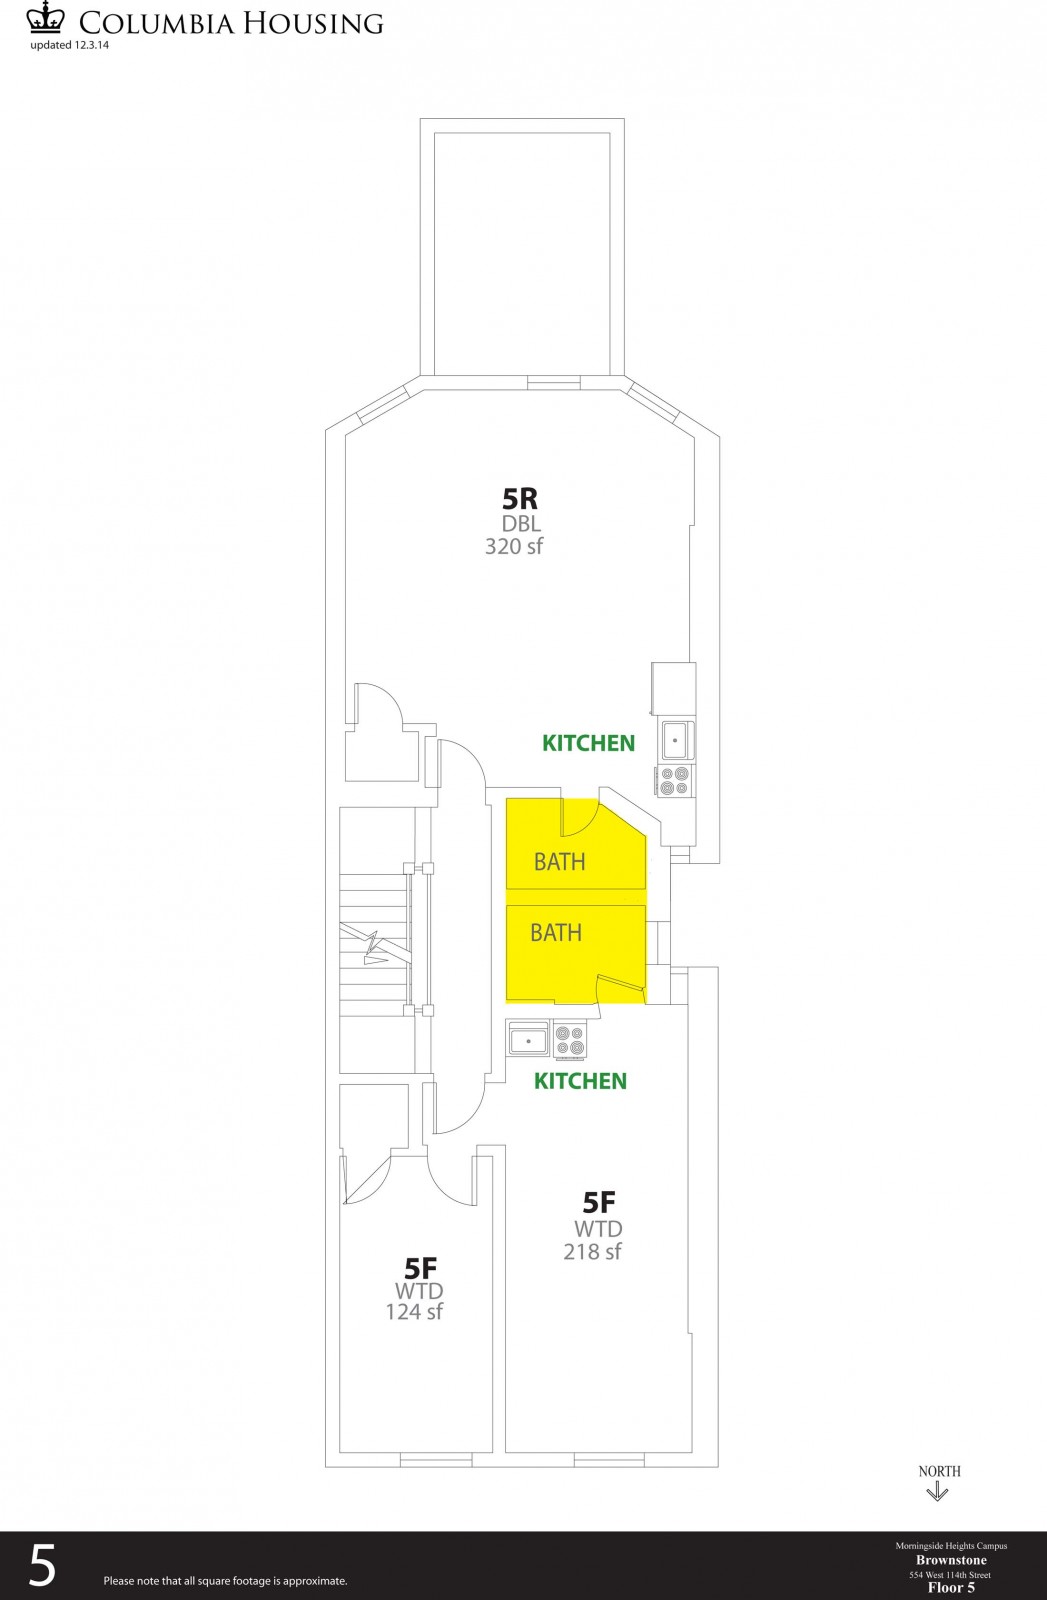 COLUMBIA HOUSING
updated 12.3.14
5R
DBL
320 sf
KITCHEN
BATH
BATH
KITCHEN
5F
WTD
218 sf
5F
WTD
124 sf
NORTH
5
Please note that all square footage is approximate.
Morningside Heights Campus
Brownstone
554 West 114th Street
Floor 5